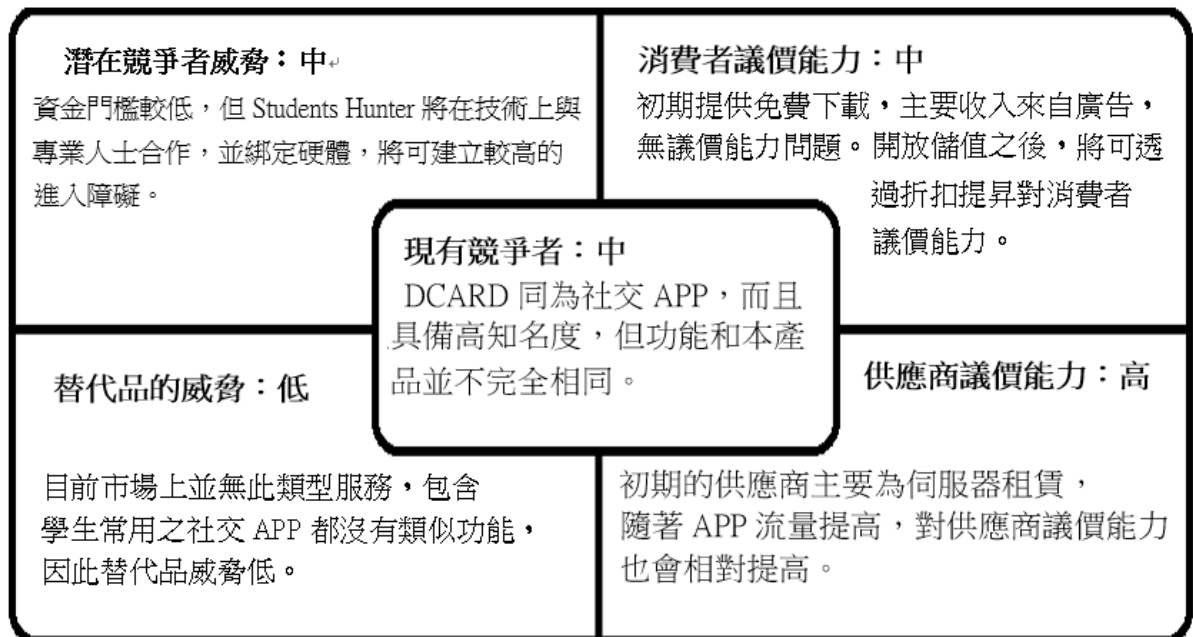 潛在競爭者威脅：中
資金門檻較低，但 Students Hunter 將在技術上與
專業人士合作，並綁定硬體，將可建立較高的
進入障礙。
消費者議價能力：中
初期提供免費下載，主要收入來自廣告，
無議價能力問題。開放儲值之後，將可透
過折扣提昇對消費者
議價能力。
現有競爭者：中
DCARD 同為社交 APP，而且
具備高知名度，但功能和本產
品並不完全相同。
替代品的威脅：低
目前市場上並無此類型服務，包含
學生常用之社交 APP 都沒有類似功能，
因此替代品威脅低。
供應商議價能力：高
初期的供應商主要為伺服器租賃，
隨著 APP 流量提高，對供應商議價能力
也會相對提高。